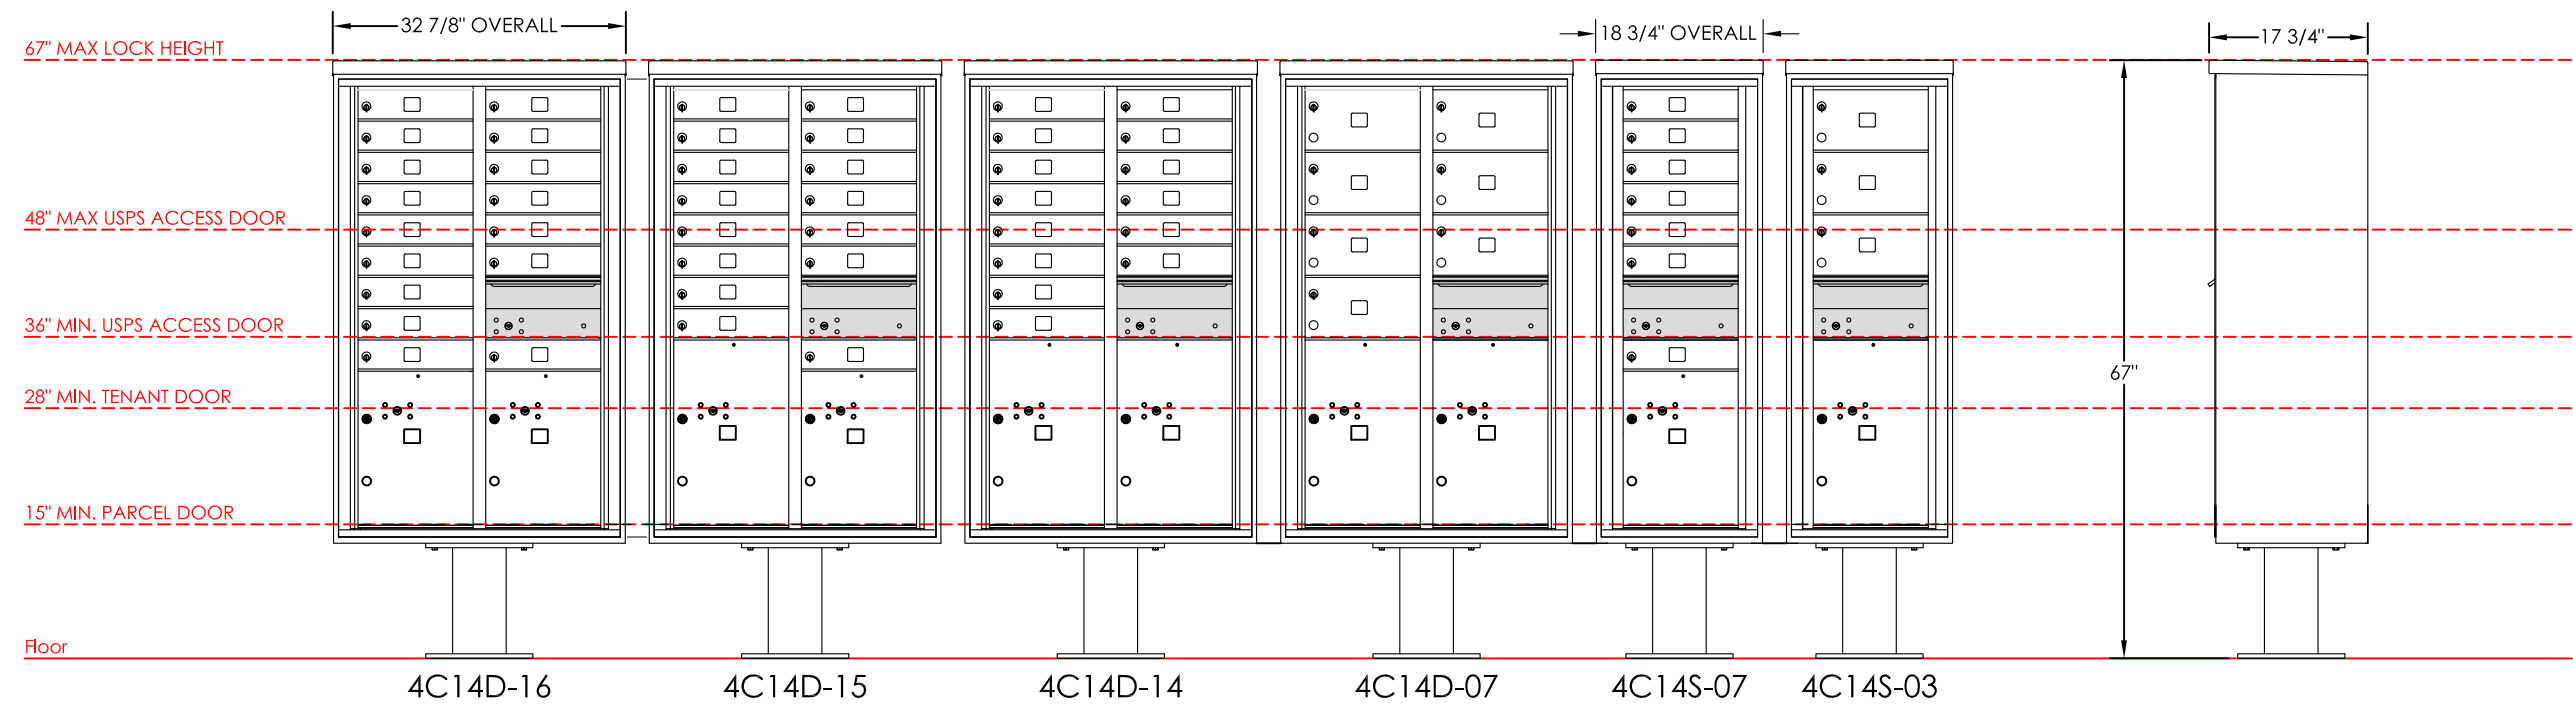 32 7/8" OVERALL
18 3/4" OVERALL
17 3/4"
67" MAX LOCK HEIGHT
48" MAX USPS ACCESS DOOR
36" MIN. USPS ACCESS DOOR
67"
28" MIN. TENANT DOOR
15" MIN. PARCEL DOOR
Floor
4C14D-16
4C14D-15
4C14D-14
4C14D-07
4C14S-07
4C14S-03